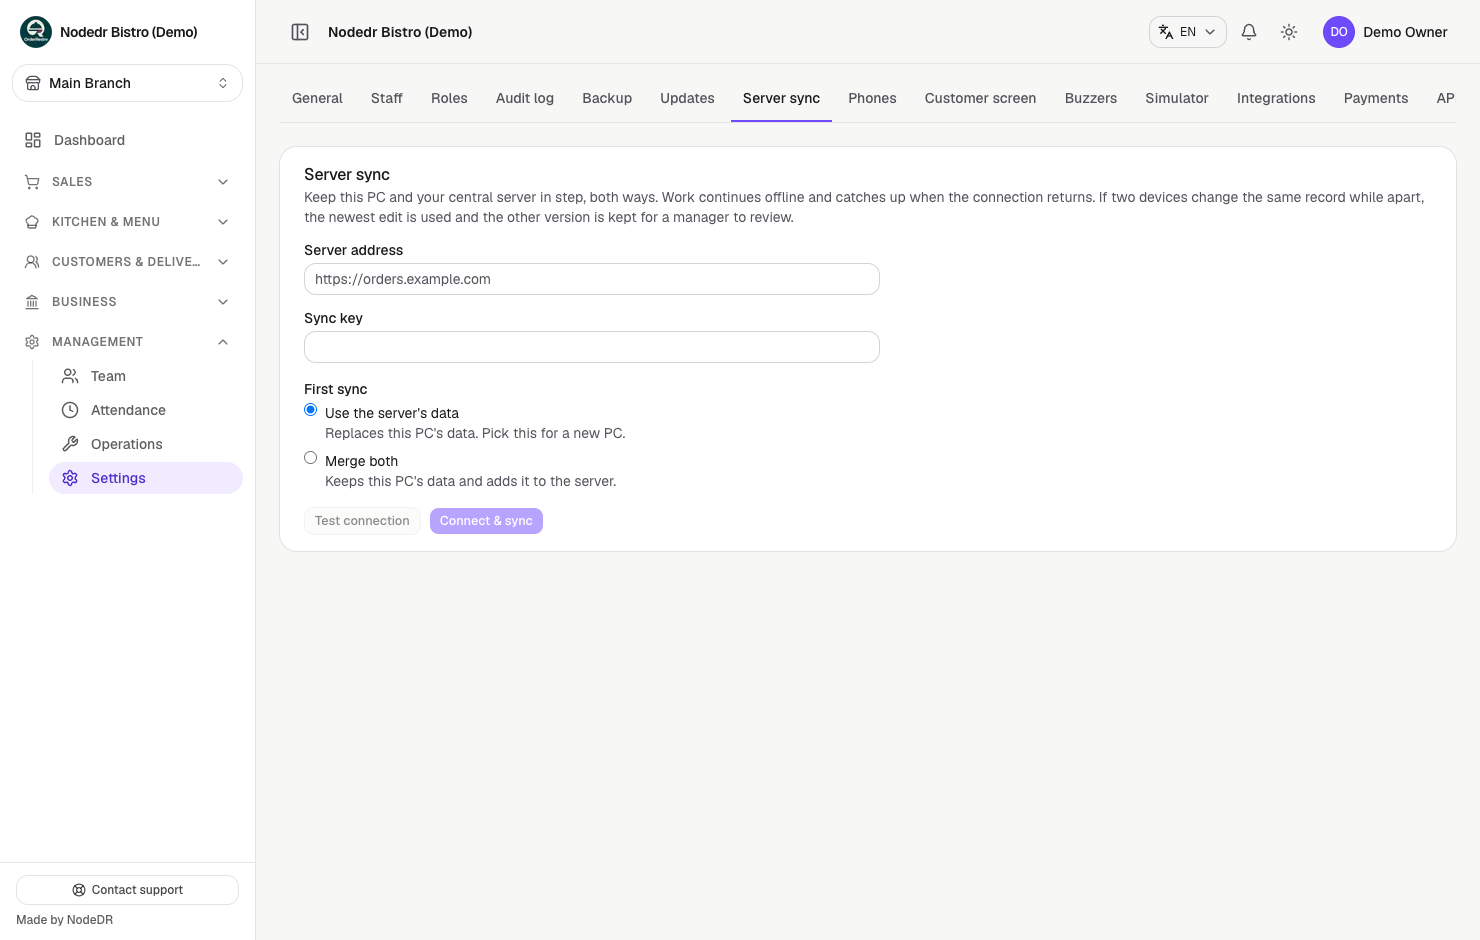 Nodedr Bistro (Demo)
Main Branch
Dashboard
SALES
KITCHEN & MENU
CUSTOMERS & DELIVE...
BUSINESS
MANAGEMENT
Team
Attendance
Operations
Settings
Contact support
Made by NodeDR
Nodedr Bistro (Demo)
EN
DO
Demo Owner
General Staff Roles Audit log Backup Updates Server sync Phones Customer screen Buzzers Simulator Integrations Payments AP
Server sync
Keep this PC and your central server in step, both ways. Work continues offline and catches up when the connection returns. If two devices change the same record while apart,
the newest edit is used and the other version is kept for a manager to review.
Server address
https://orders.example.com
Sync key
First sync
Use the server's data
Replaces this PC's data. Pick this for a new PC.
Merge both
Keeps this PC's data and adds it to the server.
Test connection Connect & sync